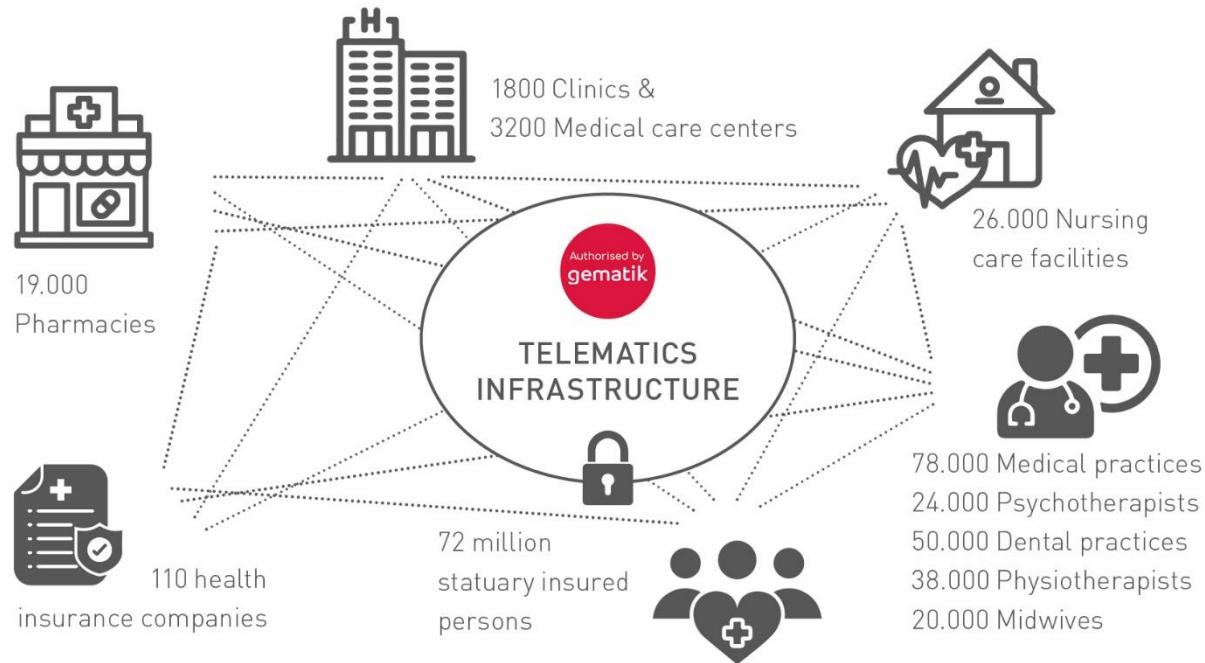 H
1800 Clinics &
3200 Medical care centers
19.000
Pharmacies
26.000 Nursing
care facilities
Authorised by
gematik
TELEMATICS
INFRASTRUCTURE
78.000 Medical practices
24.000 Psychotherapists
50.000 Dental practices
38.000 Physiotherapists
20.000 Midwives
110 health
insurance companies
72 million
statuary insured
persons